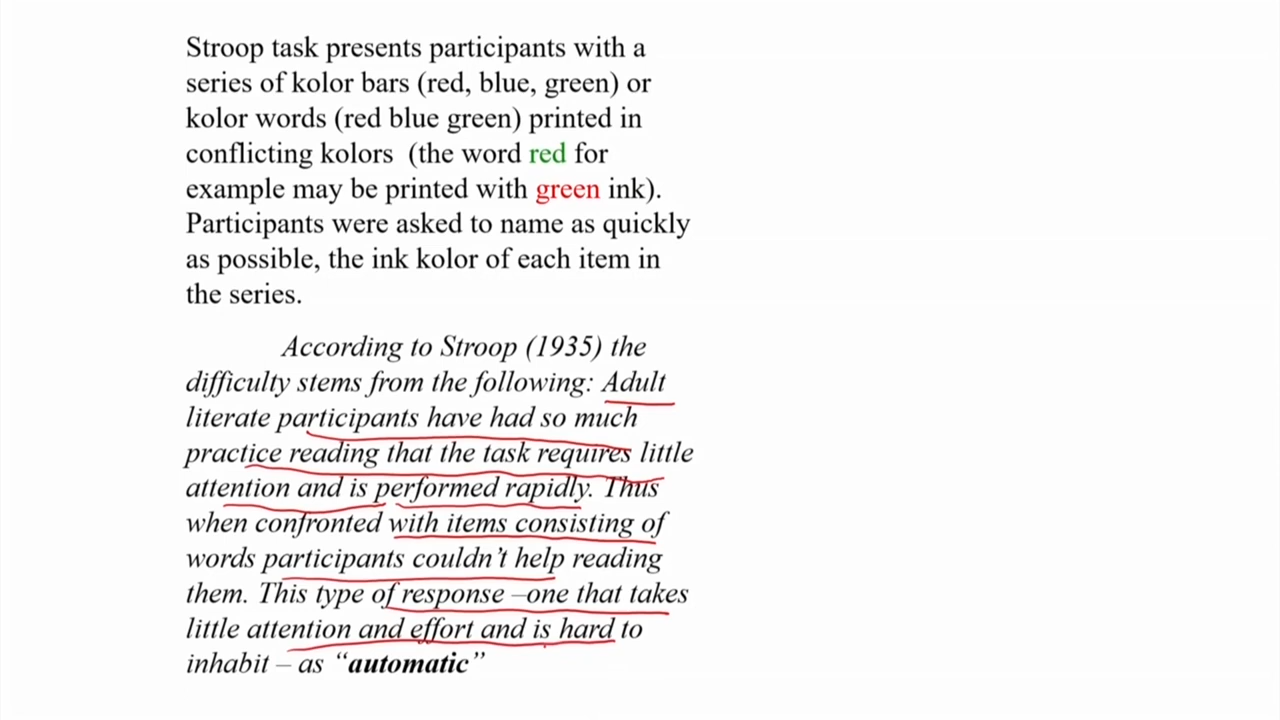 Stroop task presents participants with a
series of kolor bars (red, blue, green) or
kolor words (red blue green) printed in
conflicting kolors  (the word red for
example may be printed with green ink).
Participants were asked to name as quickly
as possible, the ink kolor of each item in
the series.
According to Stroop (1935) the
difficulty stems from the following: Adult
literate participants have had so much
practice reading that the task requires little
attention and is performed rapidly. Thus
when confronted with items consisting of
words participants couldn’t help reading
them. This type of response –one that takes
little attention and effort and is hard to
inhabit – as “automatic”